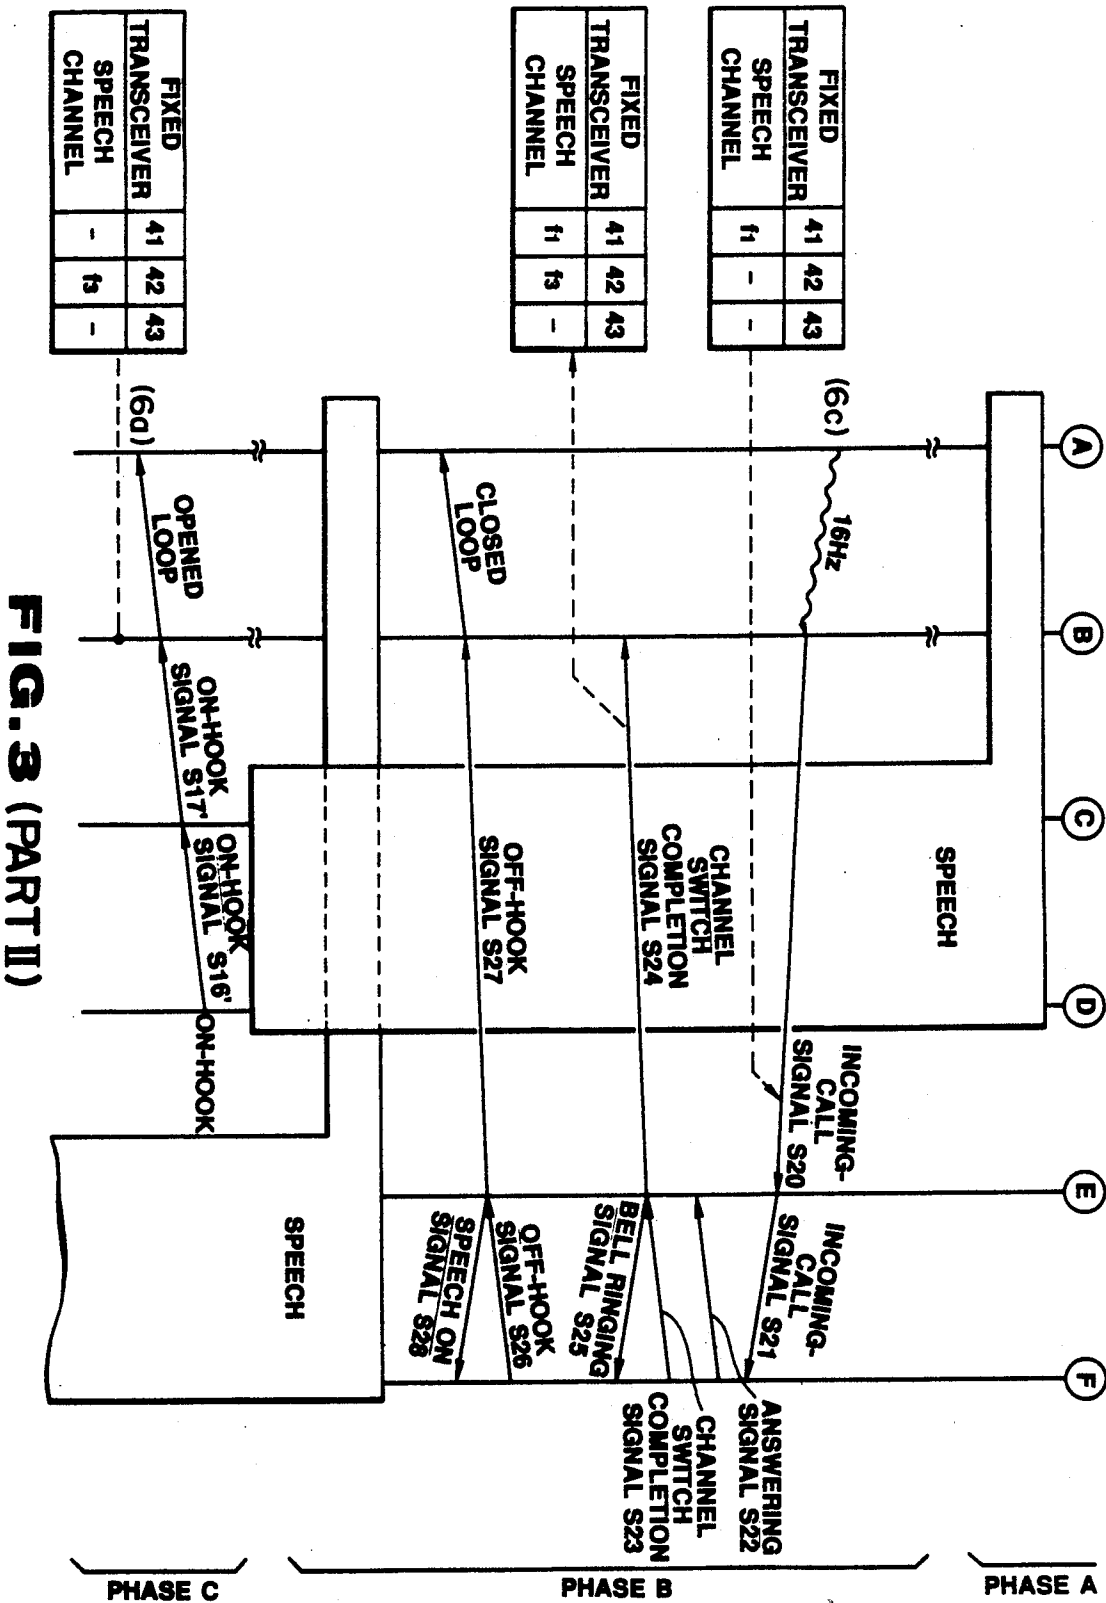 A
B
C
D
E
F
SPEECH
PHASE A
FIXED
TRANSCEIVER 41 42 43
SPEECH
CHANNEL f1 - -
(6c)
16Hz
INCOMING-
CALL
SIGNAL S20
INCOMING-
CALL
SIGNAL S21
ANSWERING
SIGNAL S22
CHANNEL
SWITCH
COMPLETION
SIGNAL S23
CHANNEL
SWITCH
COMPLETION
SIGNAL S24
BELL RINGING
SIGNAL S25
FIXED
TRANSCEIVER 41 42 43
SPEECH
CHANNEL f1 f3 -
PHASE B
OFF-HOOK
SIGNAL S26
OFF-HOOK
SIGNAL S27
CLOSED
LOOP
SPEECH ON
SIGNAL S28
SPEECH
ON-HOOK
ON-HOOK
SIGNAL S16'
ON-HOOK
SIGNAL S17'
OPENED
LOOP
(6a)
FIXED
TRANSCEIVER 41 42 43
SPEECH
CHANNEL - f3 -
PHASE C
FIG.3 (PART II)